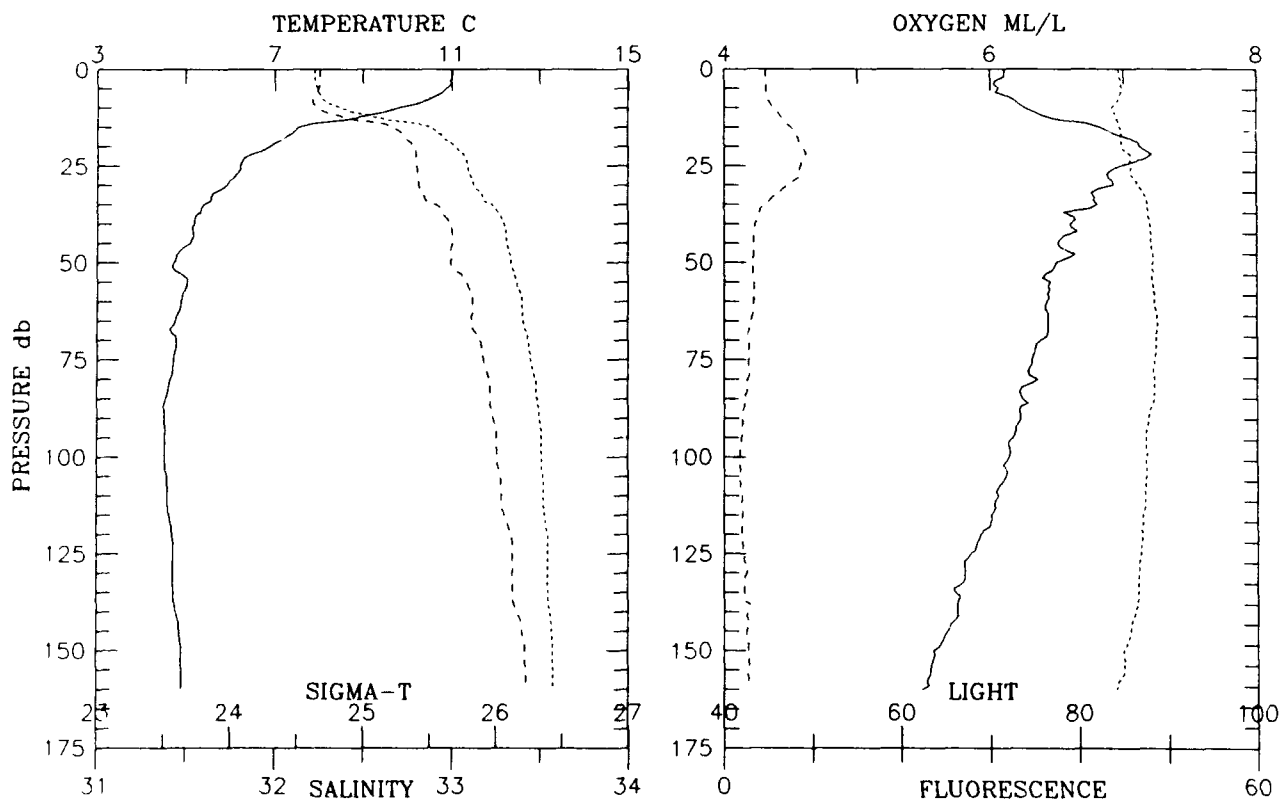 TEMPERATURE C
OXYGEN ML/L
3 7 11 15
4 6 8
0 0
25 25
50 50
75 75
100 100
125 125
150 150
175 175
PRESSURE db
SIGMA-T
LIGHT
24 25 26 27
40 60 80 100
31 32 33 34
0 60
SALINITY
FLUORESCENCE